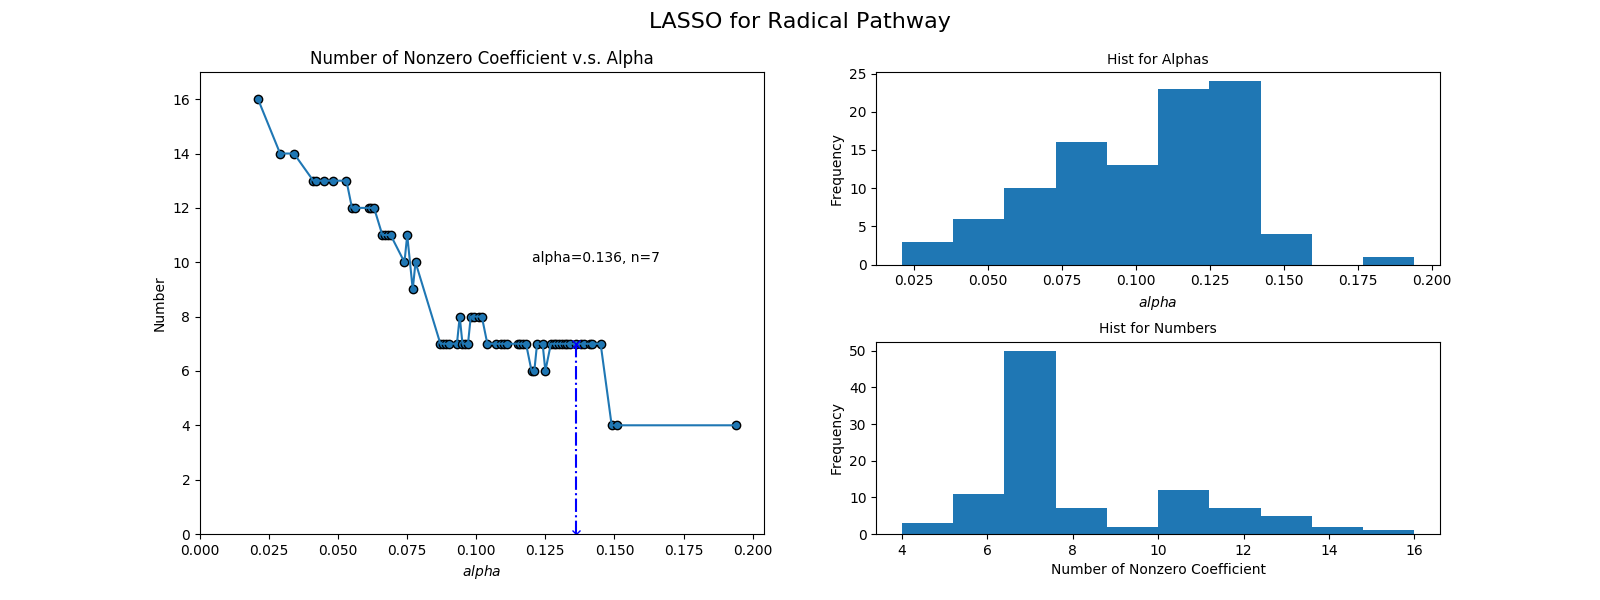 LASSO for Radical Pathway
Number of Nonzero Coefficient v.s. Alpha
Number
16
14
12
10
8
6
4
2
0
alpha=0.136, n=7
0.000 0.025 0.050 0.075 0.100 0.125 0.150 0.175 0.200
alpha
Hist for Alphas
Frequency
25
20
15
10
5
0
0.025 0.050 0.075 0.100 0.125 0.150 0.175 0.200
alpha
Hist for Numbers
Frequency
50
40
30
20
10
0
4 6 8 10 12 14 16
Number of Nonzero Coefficient